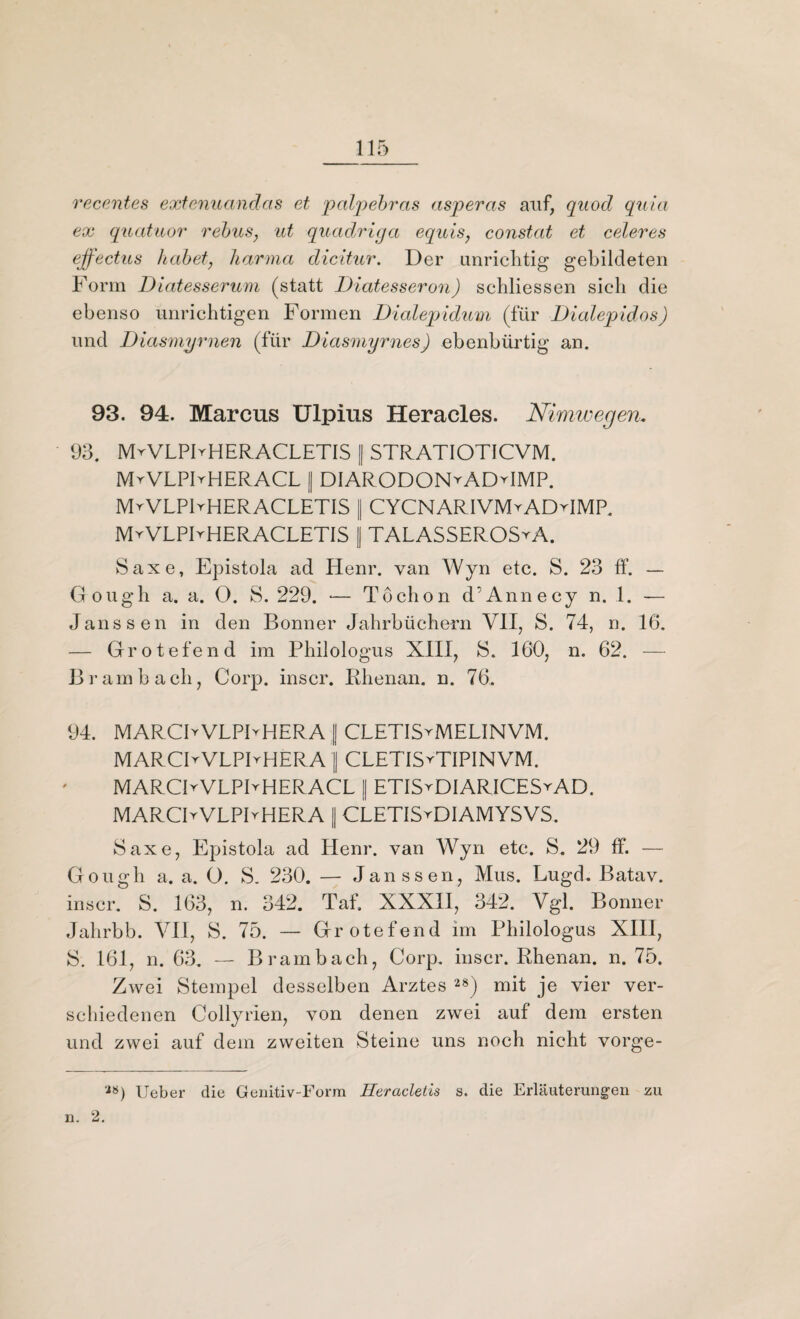 115
recentes extenuandas et palpebras asperas auf, quod quia
ex quatuor rebus, ut quadriga equis, constat et celeres
effectus habet, harma dicitur. Der unrichtig gebildeten
Form Diatesserum (statt Diatesseron) schliessen sich die
ebenso unrichtigen Formen Dialepidum (für Dialepidos)
und Diasmyrnen (für Diasmyrnes) ebenbürtig an.
93. 94. Marcus Ulpius Heracles. Nimwegen.
93. M⋎VLPI⋎HERACLETIS || STRATIOTICVM.
M⋎VLPI⋎HERACL || DIARODON⋎AD⋎IMP.
M⋎VLPI⋎HERACLETIS || CYCNARIVM⋎AD⋎IMP.
M⋎VLPI⋎HERACLETIS || TALASSEROS⋎A.
Saxe, Epistola ad Henr. van Wyn etc. S. 23 ff. —
Gough a. a. O. S. 229. — Tôchon d'Annecy n. 1. —
Janssen in den Bonner Jahrbüchern VII, S. 74, n. 16.
— Grotefend im Philologus XIII, S. 160, n. 62. —
Brambach, Corp. inscr. Rhenan. n. 76.
94. MARCI⋎VLPI⋎HERA || CLETIS⋎MELINVM.
MARCI⋎VLPI⋎HERA || CLETIS⋎TIPINVM.
MARCI⋎VLPI⋎HERACL || ETIS⋎DIARICES⋎AD.
MARCI⋎VLPI⋎HERA || CLETIS⋎DIAMYSVS.
Saxe, Epistola ad Henr. van Wyn etc. S. 29 ff. —
Gough a. a. O. S. 230. — Janssen, Mus. Lugd. Batav.
inscr. S. 163, n. 342. Taf. XXXII, 342. Vgl. Bonner
Jahrbb. VII, S. 75. — Grotefend im Philologus XIII,
S. 161, n. 63. — Brambach, Corp. inscr. Rhenan. n. 75.
Zwei Stempel desselben Arztes 28) mit je vier ver-
schiedenen Collyrien, von denen zwei auf dem ersten
und zwei auf dem zweiten Steine uns noch nicht vorge-
28) Ueber die Genitiv-Form Heracletis s. die Erläuterungen zu
n. 2.